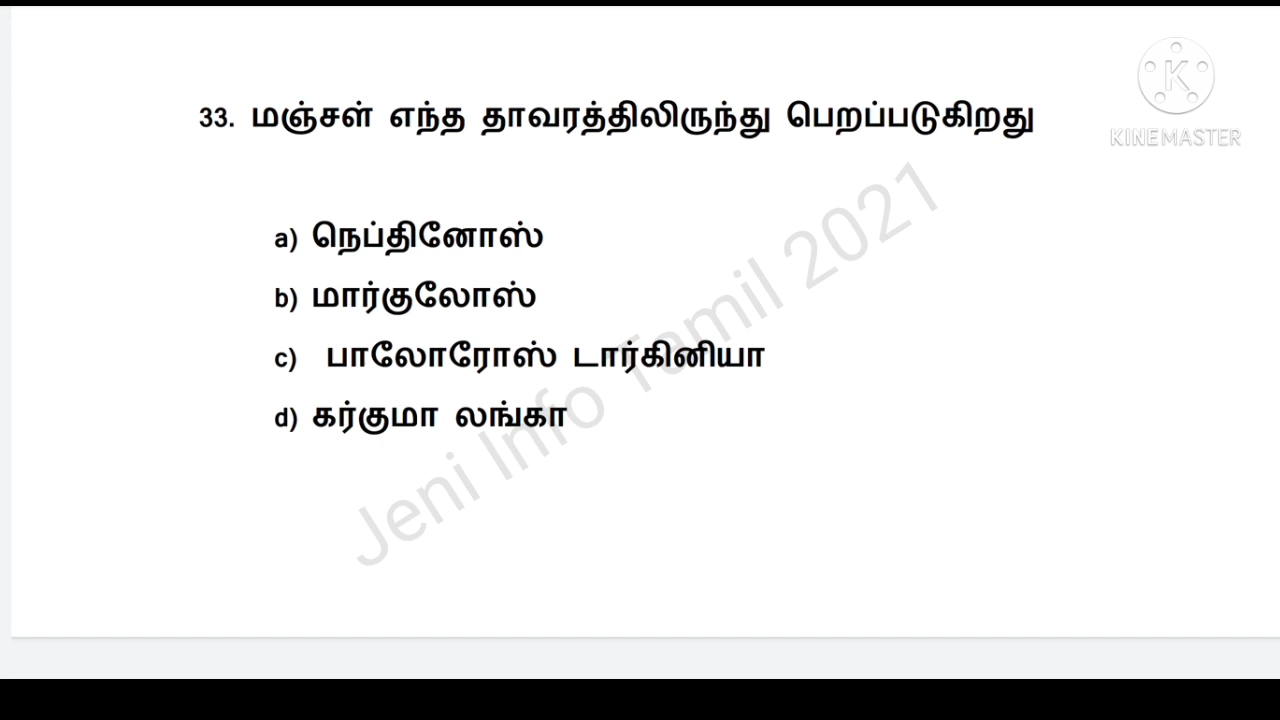 KINEMASTER
33. மஞ்சள் எந்த தாவரத்திலிருந்து பெறப்படுகிறது
a) நெப்தினோஸ்
b) மார்குலோஸ்
c) பாலோரோஸ் டார்கினியா
d) கர்குமா லங்கா
Jeni Info Tamil 2021